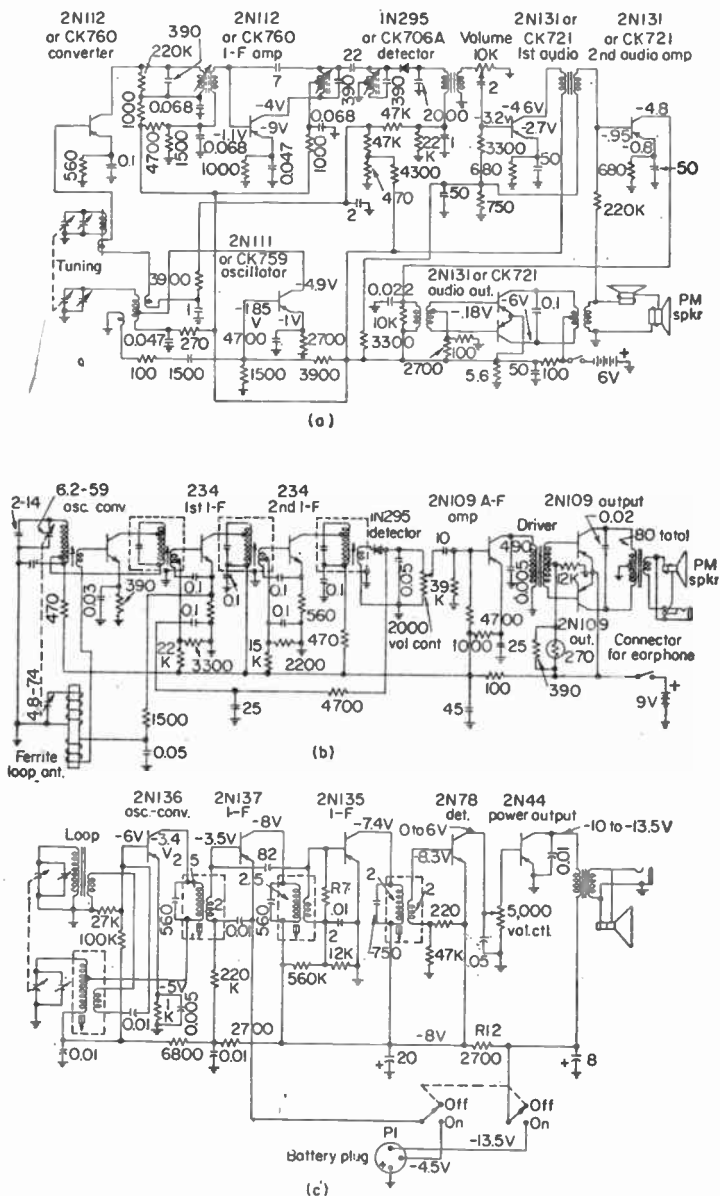 2N112
or CK760
converter
390
220K
2N112
or CK760
I-F amp
22
7
1N295
or CK706A
detector
Volume
10K
2N131 or
CK721
1st audio
2N131
or CK721
2nd audio amp
0.068
1000
4700
1500
0.068
-4V
-9V
-1.1V
1000
0.047
390
0.068
1000
390
2000
47K
47K
22
K
1
4300
470
2
2
-3.2V
-4.6V
-2.7V
3300
680
50
50
750
-4.8
-.95
-0.8
680
50
220K
560
0.1
Tuning
3900
1
2N111
or CK759
oscillator
-4.9V
-1.85
V
-1V
4700
2700
0.047
270
100
1500
1500
3900
0.022
10K
3300
2N131 or CK721
audio out.
-6V
0.1
-.18V
100
2700
5.6
50
100
6V
+
PM
spkr
(a)
6.2-59
2-14
osc. conv.
234
1st I-F
234
2nd I-F
1N295
detector
2N109 A-F
amp
Driver
2N109 output
0.02
80 total
PM
spkr
10
0.05
39
K
2000
vol cont
490
0.005
12K
2N109
out.
270
390
Connector
for earphone
470
0.03
390
0.1
0.1
0.1
0.1
0.1
0.1
560
470
22
K
3300
15
K
2200
4700
1000
25
100
45
25
4700
4.8-74
1500
0.05
9V
+
Ferrite
loop ant.
(b)
Loop
2N136
osc.-conv.
2N137
I-F
2N135
I-F
2N78
det.
2N44
power output
-6V
-3.4
V
-3.5V
-8V
-7.4V
0 to 6V
-8.3V
-10 to -13.5V
0.01
2
5
82
2.5
560
2
0.01
560
R7
.01
2
12K
560K
2
2
750
220
47K
.05
5,000
vol. ctl.
27K
100K
-5V
1
K
0.005
0.01
0.01
6800
220
K
2700
0.01
20
+
-8V
R12
2700
8
+
Off
On
Off
On
P1
Battery plug
-13.5V
-4.5V
+
(c)